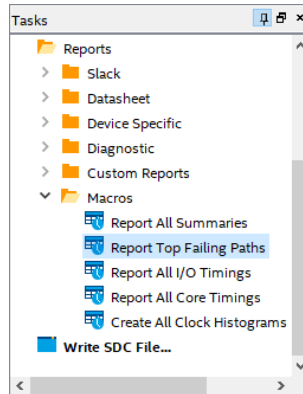 Tasks
Reports
Slack
Datasheet
Device Specific
Diagnostic
Custom Reports
Macros
Report All Summaries
Report Top Failing Paths
Report All I/O Timings
Report All Core Timings
Create All Clock Histograms
Write SDC File...